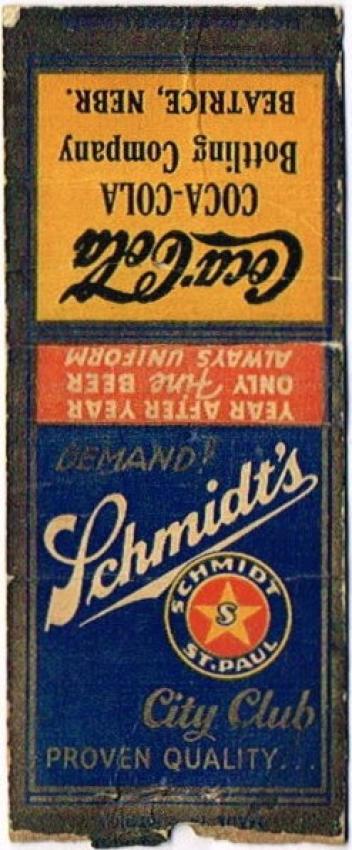 Coca-Cola
COCA-COLA
Bottling Company
BEATRICE, NEBR.
YEAR AFTER YEAR
ONLY Fine BEER
ALWAYS UNIFORM
DEMAND!
Schmidt's
SCHMIDT
S
ST. PAUL
City Club
PROVEN QUALITY...